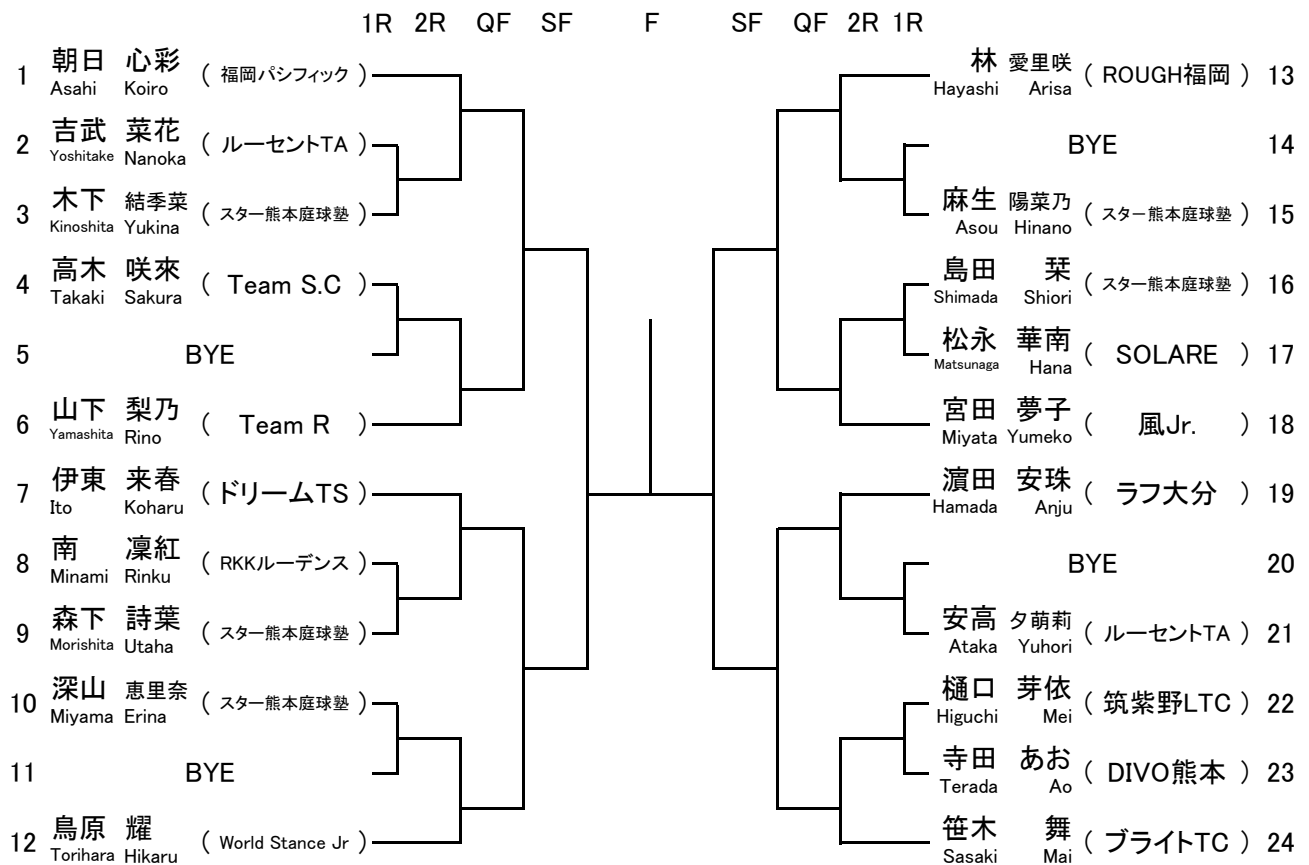 1R 2R QF SF F SF QF 2R 1R
1 朝日 心彩 ( 福岡パシフィック )
Asahi Koiro
2 吉武 菜花 ( ルーセントTA )
Yoshitake Nanoka
3 木下 結季菜 ( スター熊本庭球塾 )
Kinoshita Yukina
4 高木 咲來 ( Team S.C )
Takaki Sakura
5 BYE
6 山下 梨乃 ( Team R )
Yamashita Rino
7 伊東 来春 ( ドリームTS )
Ito Koharu
8 南 凜紅 ( RKKルーデンス )
Minami Rinku
9 森下 詩葉 ( スター熊本庭球塾 )
Morishita Utaha
10 深山 恵里奈 ( スター熊本庭球塾 )
Miyama Erina
11 BYE
12 鳥原 耀 ( World Stance Jr )
Torihara Hikaru
林 愛里咲 ( ROUGH福岡 ) 13
Hayashi Arisa
BYE 14
麻生 陽菜乃 ( スター熊本庭球塾 ) 15
Asou Hinano
島田 栞 ( スター熊本庭球塾 ) 16
Shimada Shiori
松永 華南 ( SOLARE ) 17
Matsunaga Hana
宮田 夢子 ( 風Jr. ) 18
Miyata Yumeko
濵田 安珠 ( ラフ大分 ) 19
Hamada Anju
BYE 20
安高 夕萌莉 ( ルーセントTA ) 21
Ataka Yuhori
樋口 芽依 ( 筑紫野LTC ) 22
Higuchi Mei
寺田 あお ( DIVO熊本 ) 23
Terada Ao
笹木 舞 ( ブライトTC ) 24
Sasaki Mai